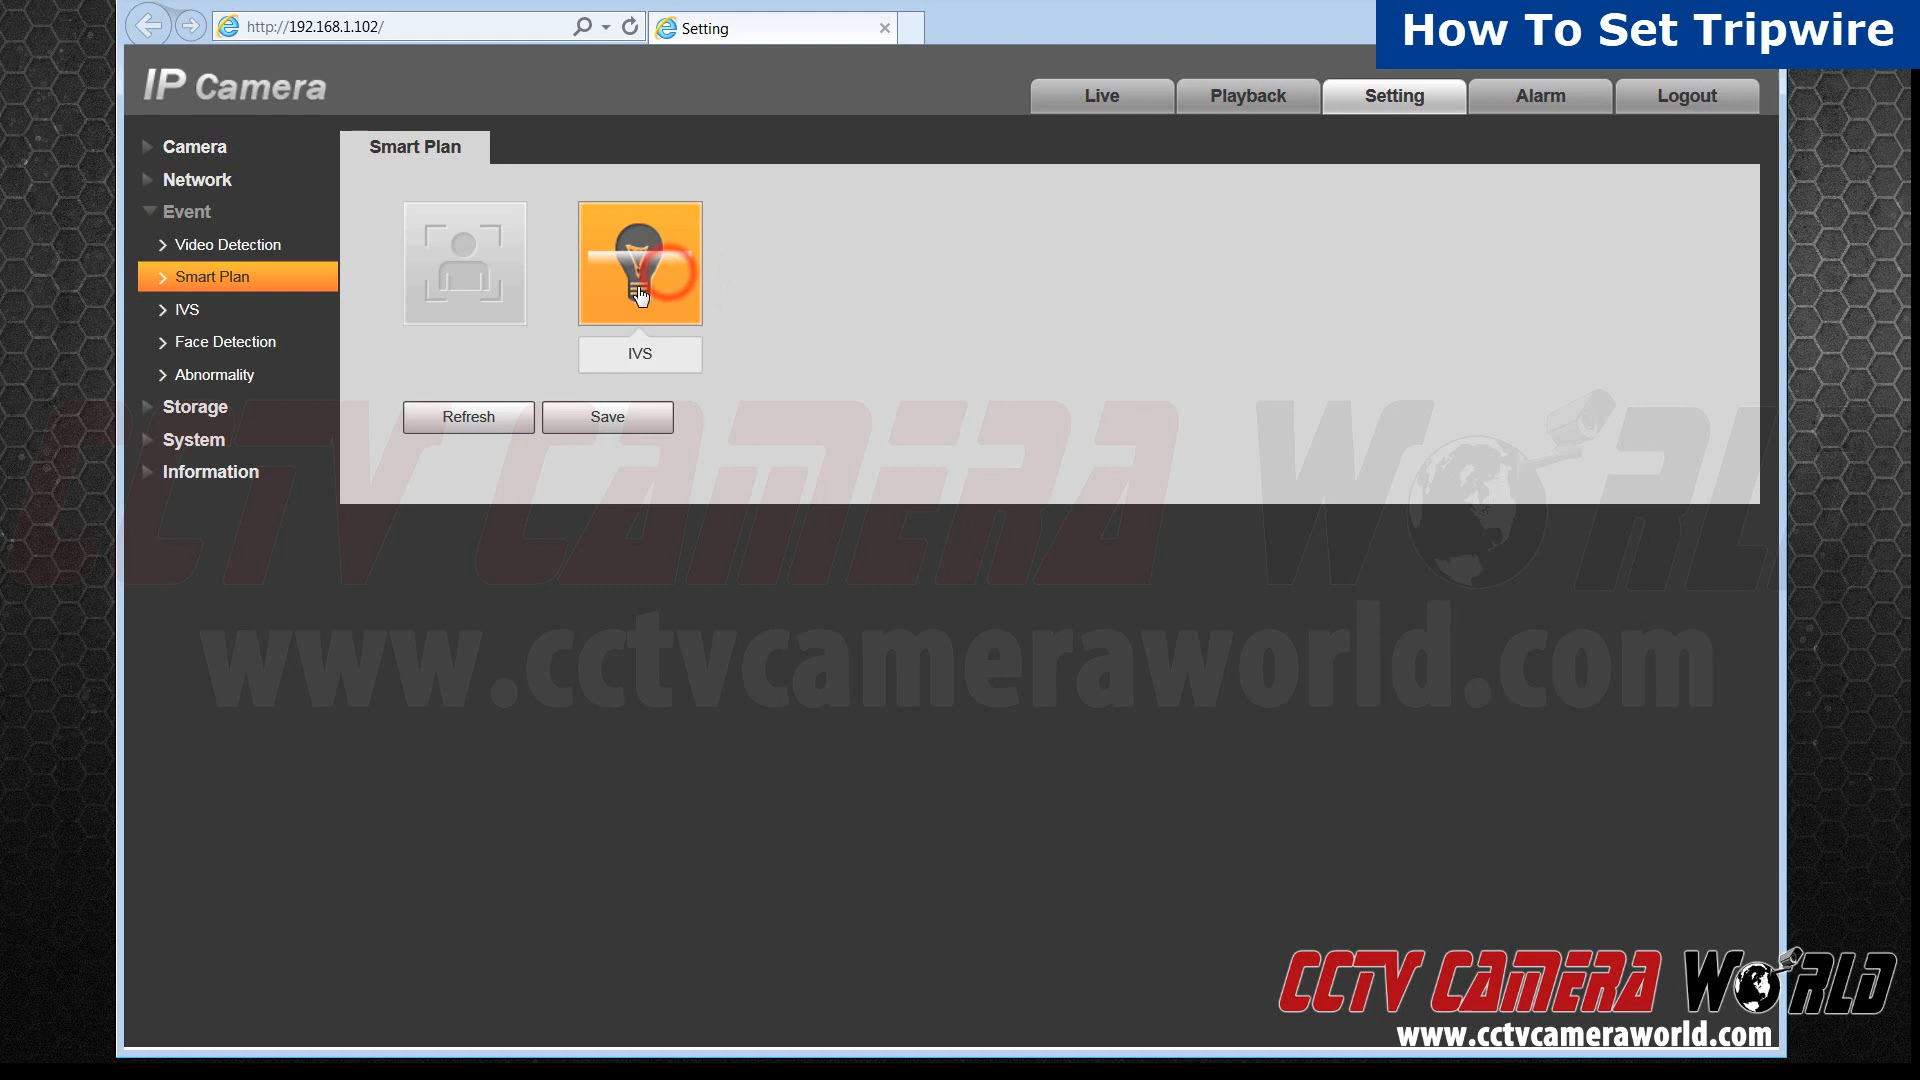 How To Set Tripwire
http://192.168.1.102/
Setting
IP Camera
Live
Playback
Setting
Alarm
Logout
Camera
Network
Event
Video Detection
Smart Plan
IVS
Face Detection
Abnormality
Storage
System
Information
Smart Plan
IVS
Refresh
Save
CCTV CAMERA WORLD
www.cctvcameraworld.com
CCTV CAMERA WORLD
www.cctvcameraworld.com